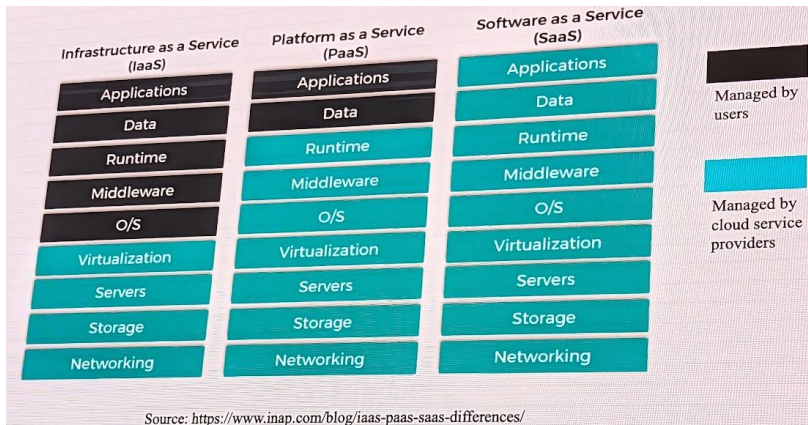 Infrastructure as a Service
(IaaS)
Applications
Data
Runtime
Middleware
O/S
Virtualization
Servers
Storage
Networking
Platform as a Service
(PaaS)
Applications
Data
Runtime
Middleware
O/S
Virtualization
Servers
Storage
Networking
Software as a Service
(SaaS)
Applications
Data
Runtime
Middleware
O/S
Virtualization
Servers
Storage
Networking
Managed by
users
Managed by
cloud service
providers
Source: https://www.inap.com/blog/iaas-paas-saas-differences/